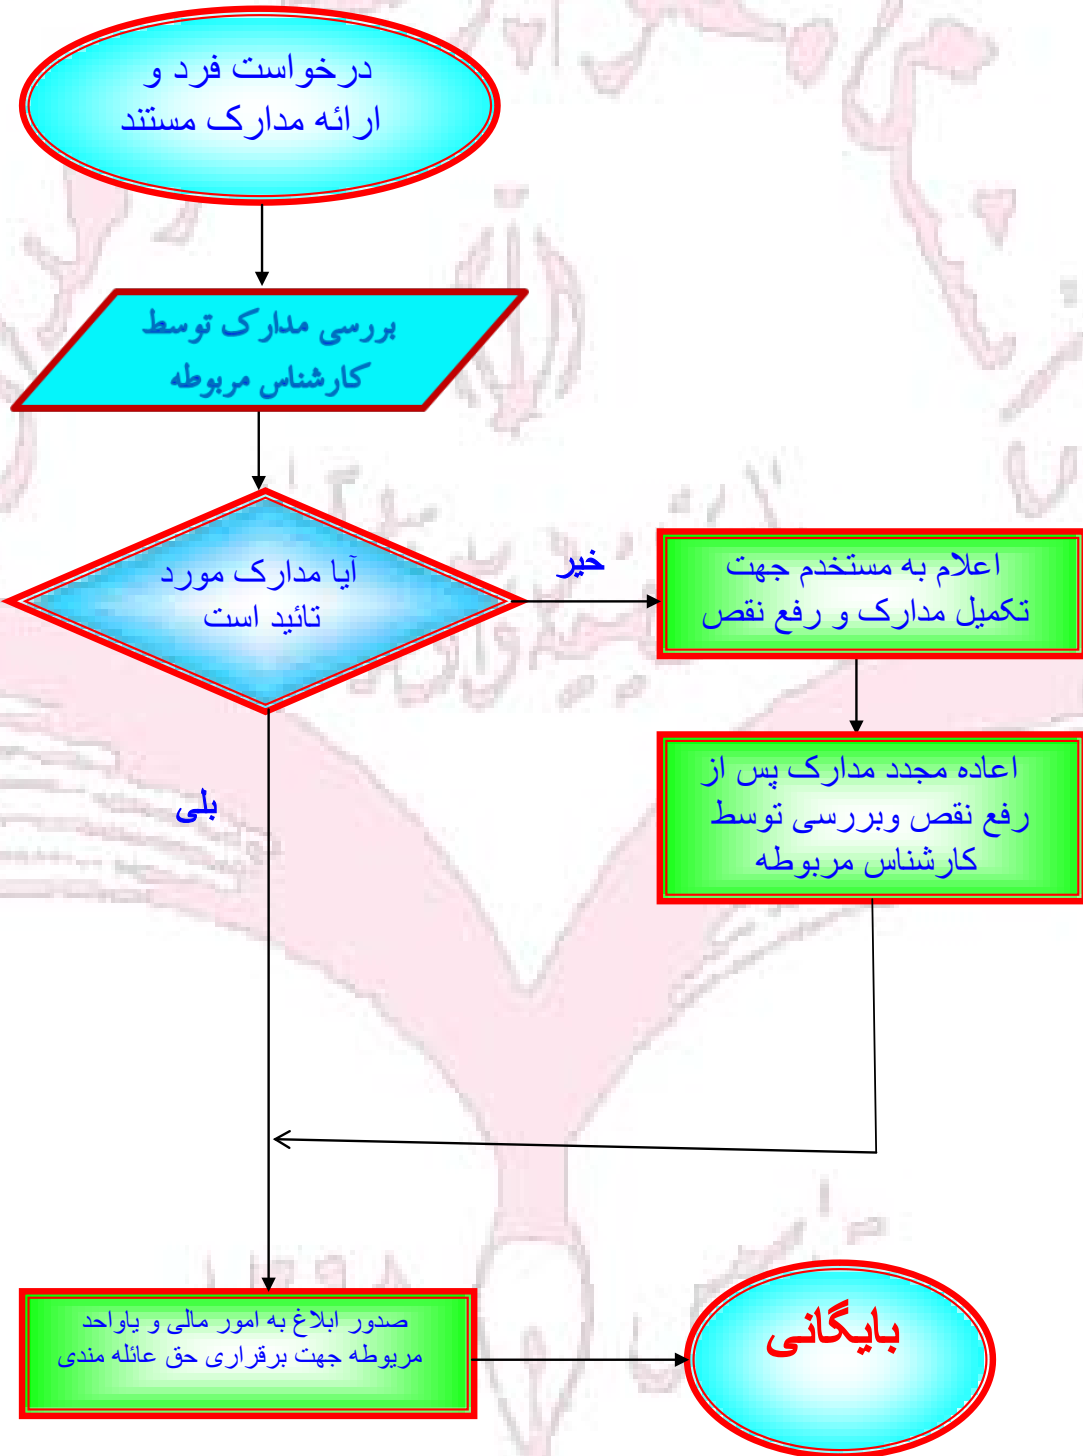 درخواست فرد و
ارائه مدارک مستند
بررسی مدارک توسط
کارشناس مربوطه
آیا مدارک مورد
تائید است
خیر
اعلام به مستخدم جهت
تکمیل مدارک و رفع نقص
اعاده مجدد مدارک پس از
رفع نقص وبررسی توسط
کارشناس مربوطه
بلی
صدور ابلاغ به امور مالی و یاواحد
مربوطه جهت برقراری حق عائله مندی
بایگانی